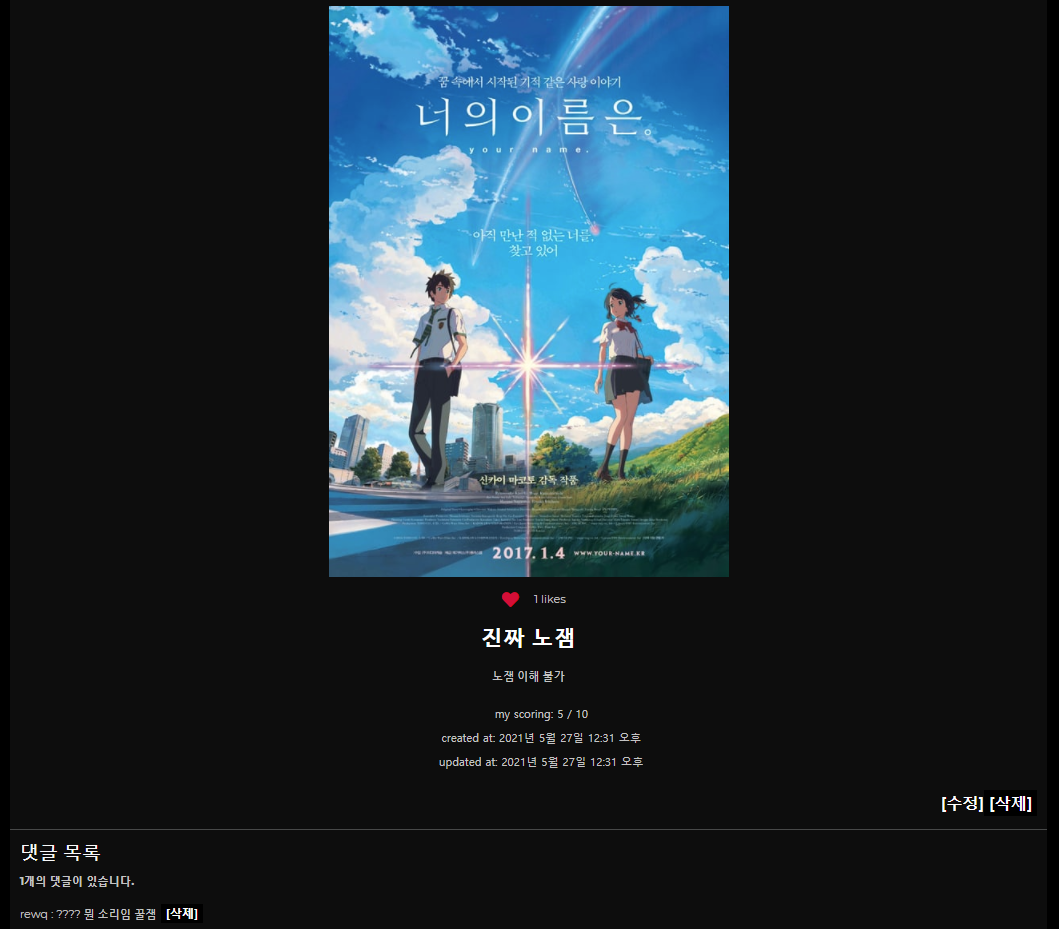 꿈 속에서 시작된 기적 같은 사랑 이야기
너의 이름은.
your name.
아직 만난 적 없는 너를,
찾고 있어
신카이 마코토 감독 작품
2017.1.4 WWW.YOUR-NAME.KR
1 likes
진짜 노잼
노잼 이해 불가
my scoring: 5 / 10
created at: 2021년 5월 27일 12:31 오후
updated at: 2021년 5월 27일 12:31 오후
[수정] [삭제]
댓글 목록
1개의 댓글이 있습니다.
rewq : ???? 뭔 소리임 꿀잼 [삭제]